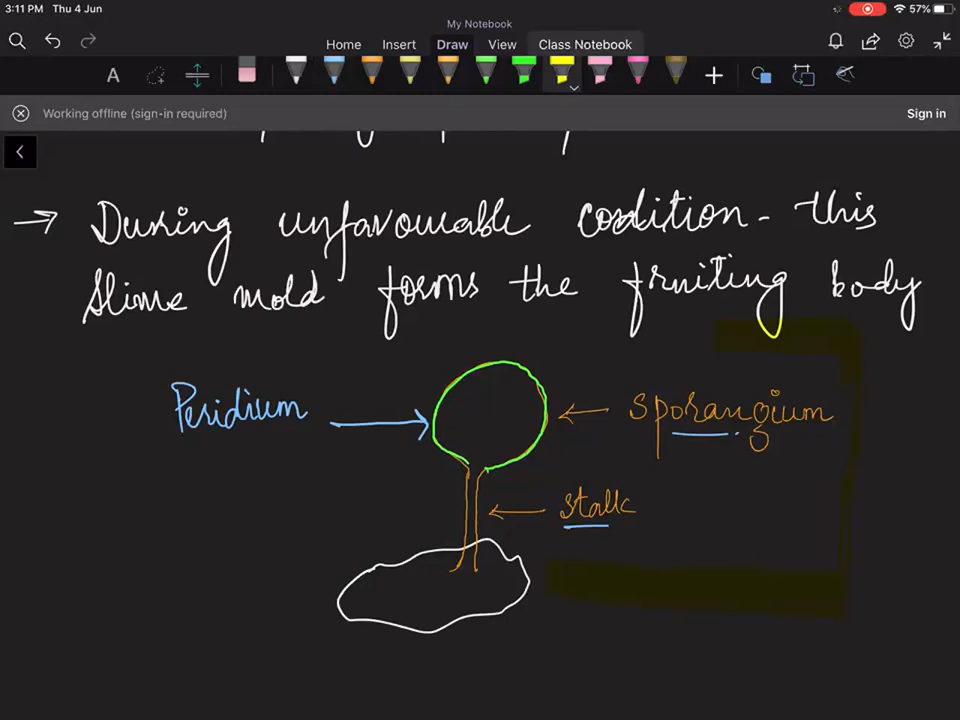 3:11 PM Thu 4 Jun
57%
My Notebook
Home Insert Draw View Class Notebook
Working offline (sign-in required)
Sign in
→ During unfavourable condition - this
Slime mold forms the fruiting body
Peridium
Sporangium
Stalk